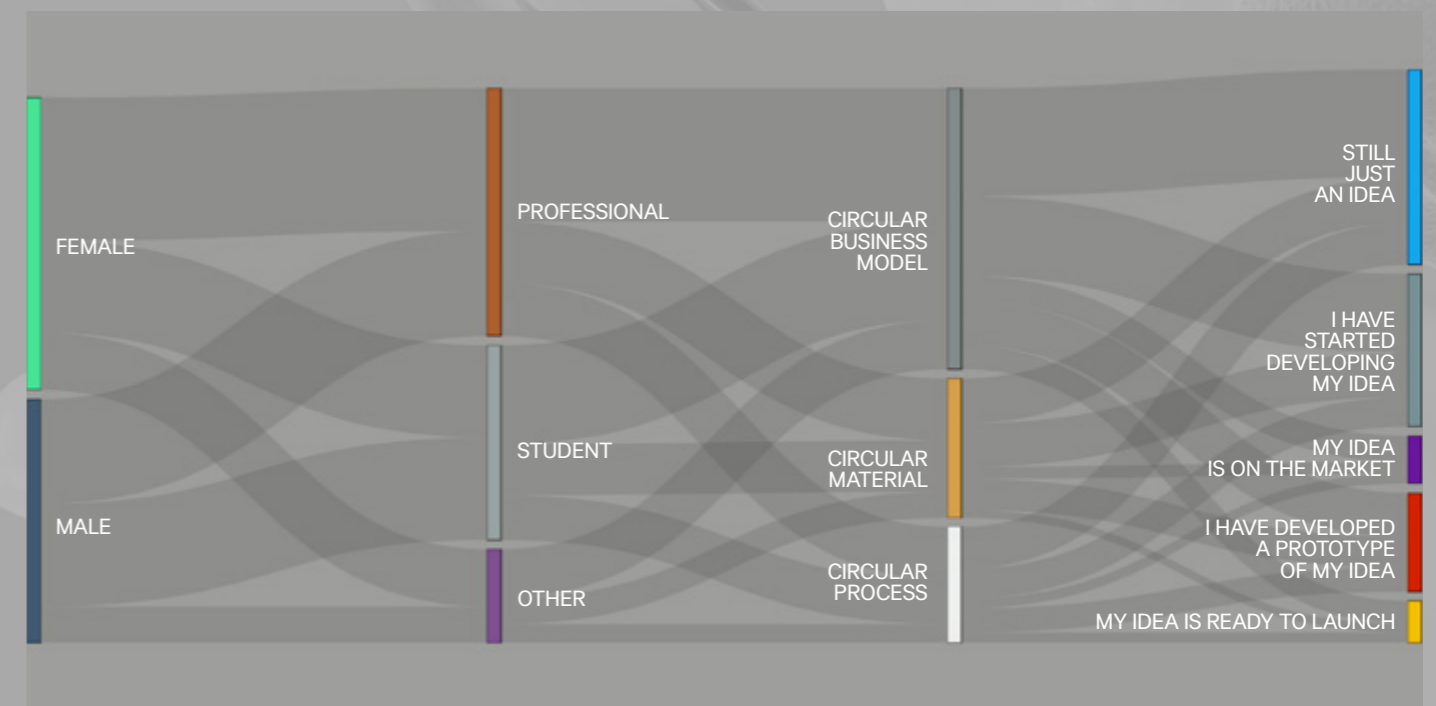 FEMALE
MALE
PROFESSIONAL
STUDENT
OTHER
CIRCULAR
BUSINESS
MODEL
CIRCULAR
MATERIAL
CIRCULAR
PROCESS
STILL
JUST
AN IDEA
I HAVE
STARTED
DEVELOPING
MY IDEA
MY IDEA
IS ON THE MARKET
I HAVE DEVELOPED
A PROTOTYPE
OF MY IDEA
MY IDEA IS READY TO LAUNCH